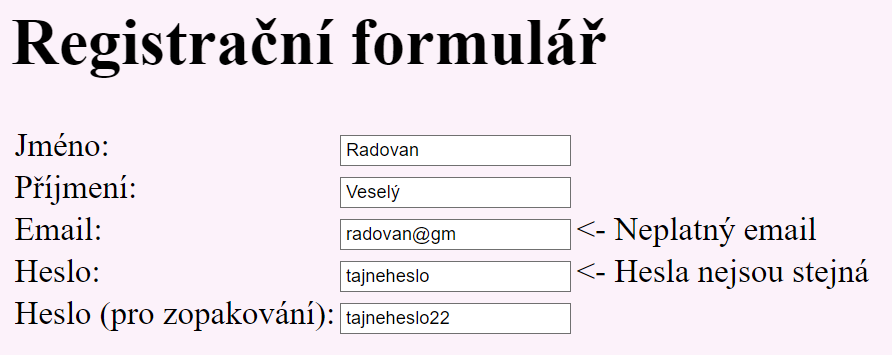 Registrační formulář
Jméno: Radovan
Příjmení: Veselý
Email: radovan@gm <- Neplatný email
Heslo: tajneheslo <- Hesla nejsou stejná
Heslo (pro zopakování): tajneheslo22